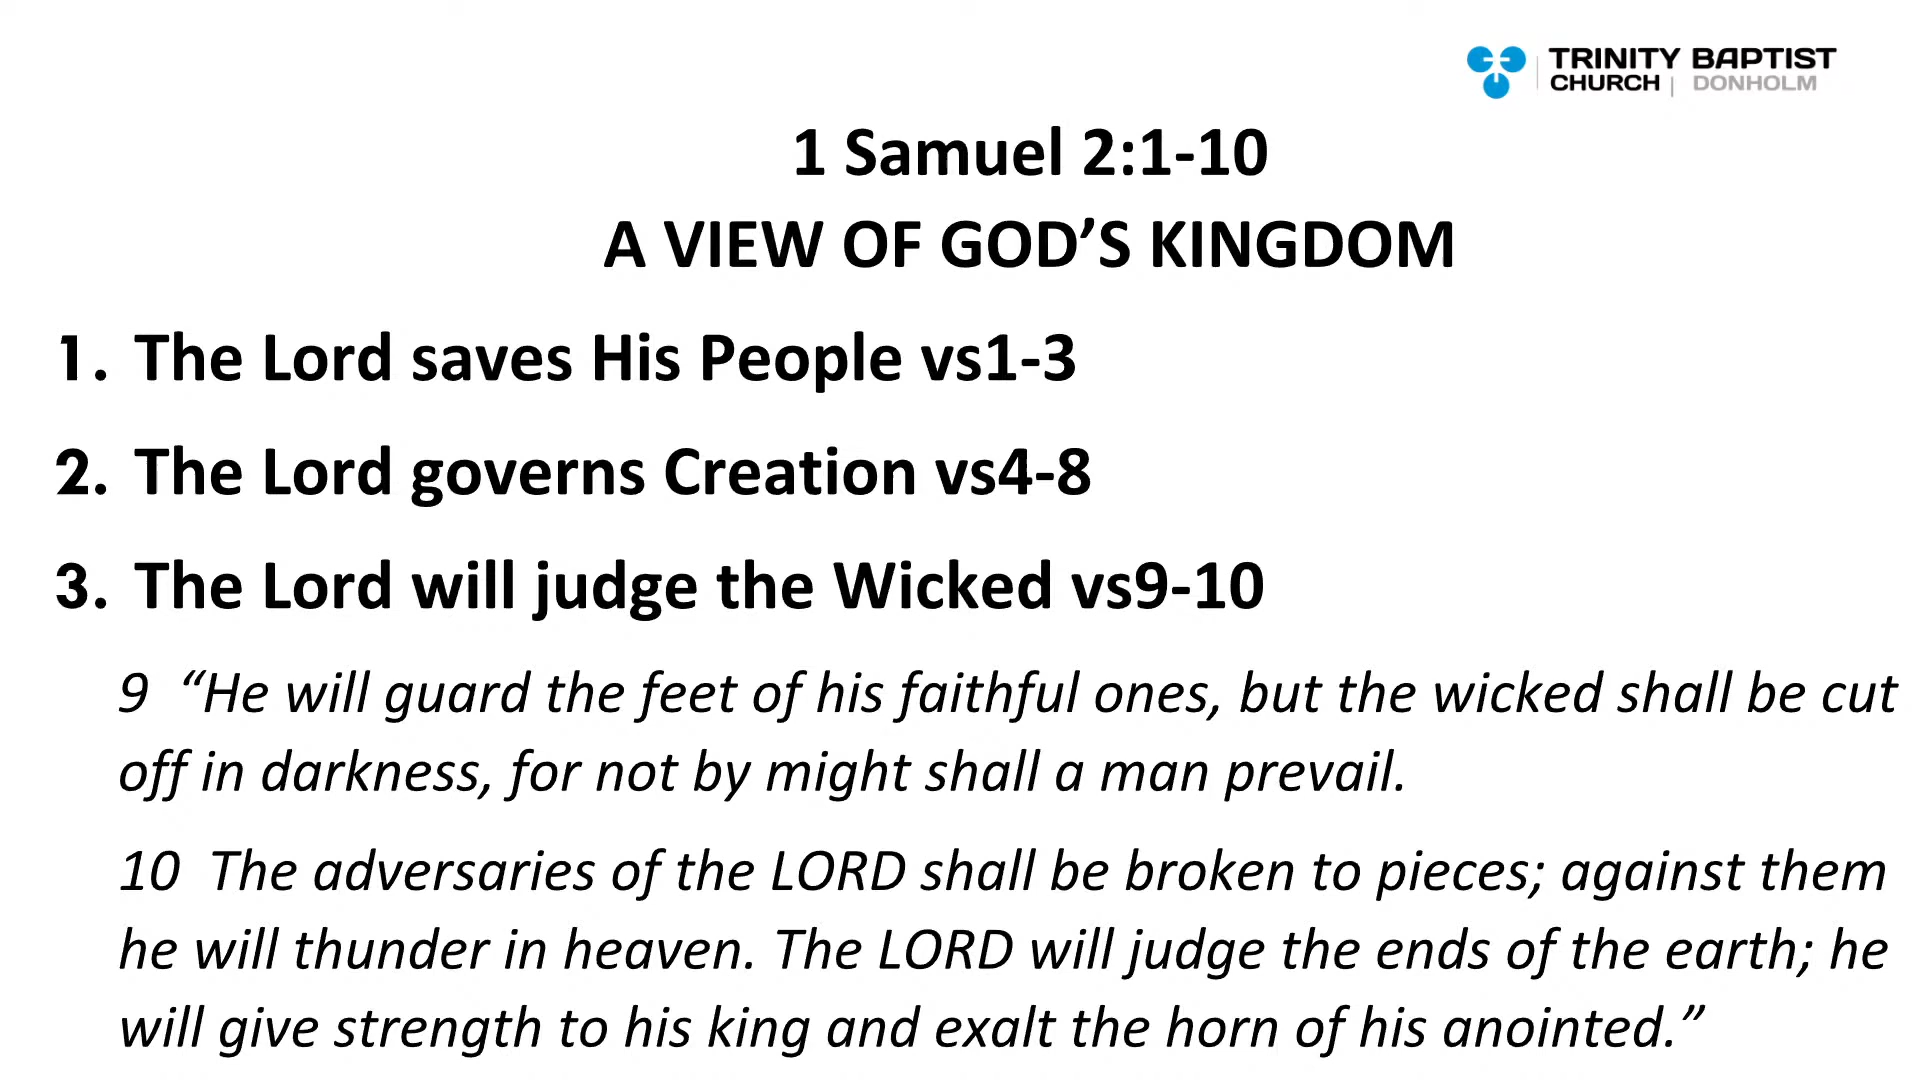 TRINITY BAPTIST
CHURCH | DONHOLM
1 Samuel 2:1-10
A VIEW OF GOD’S KINGDOM
1. The Lord saves His People vs1-3
2. The Lord governs Creation vs4-8
3. The Lord will judge the Wicked vs9-10
9 “He will guard the feet of his faithful ones, but the wicked shall be cut
off in darkness, for not by might shall a man prevail.
10 The adversaries of the LORD shall be broken to pieces; against them
he will thunder in heaven. The LORD will judge the ends of the earth; he
will give strength to his king and exalt the horn of his anointed.”